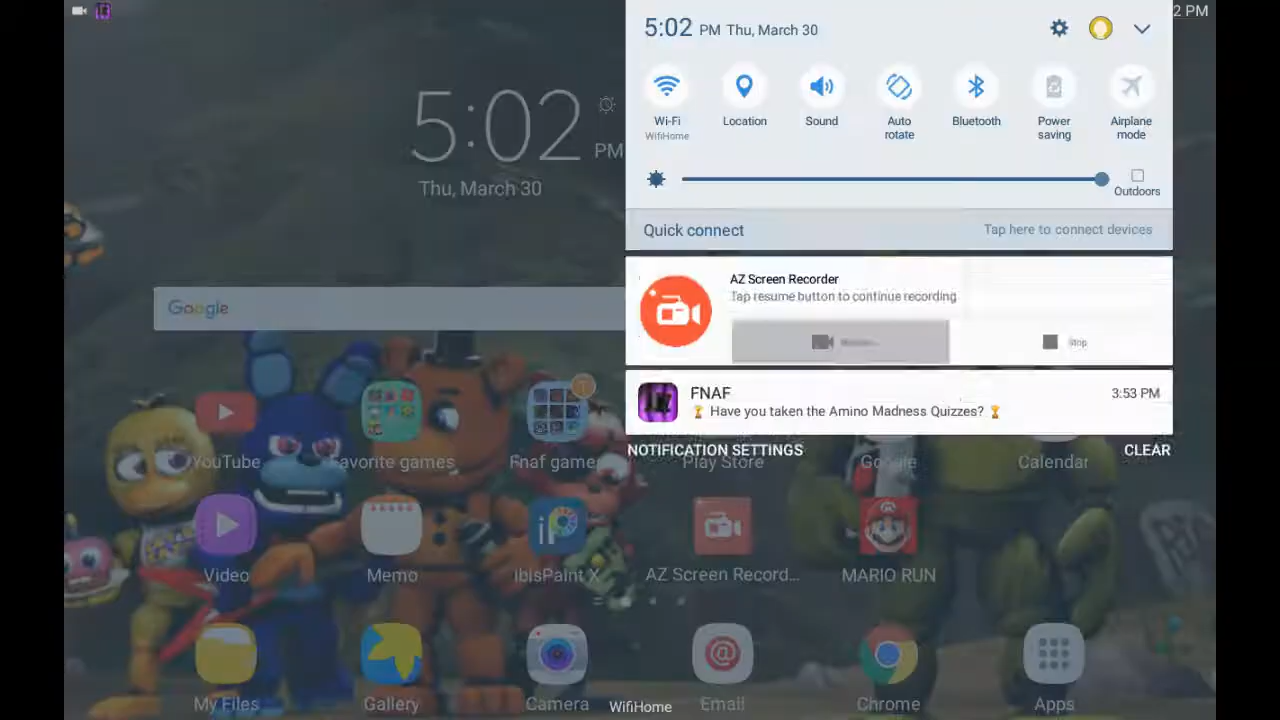 2 PM
5:02 PM Thu, March 30
Wi-Fi
WifiHome
Location
Sound
Auto
rotate
Bluetooth
Power
saving
Airplane
mode
Outdoors
Quick connect
Tap here to connect devices
5:02
PM
Thu, March 30
Google
AZ Screen Recorder
Tap resume button to continue recording
Stop
FNAF
3:53 PM
🏆 Have you taken the Amino Madness Quizzes? 🏆
NOTIFICATION SETTINGS
CLEAR
YouTube
Favorite games
Fnaf games
Play Store
Google
Calendar
Video
Memo
ibisPaint X
AZ Screen Record...
MARIO RUN
My Files
Gallery
Camera
WifiHome
Email
Chrome
Apps